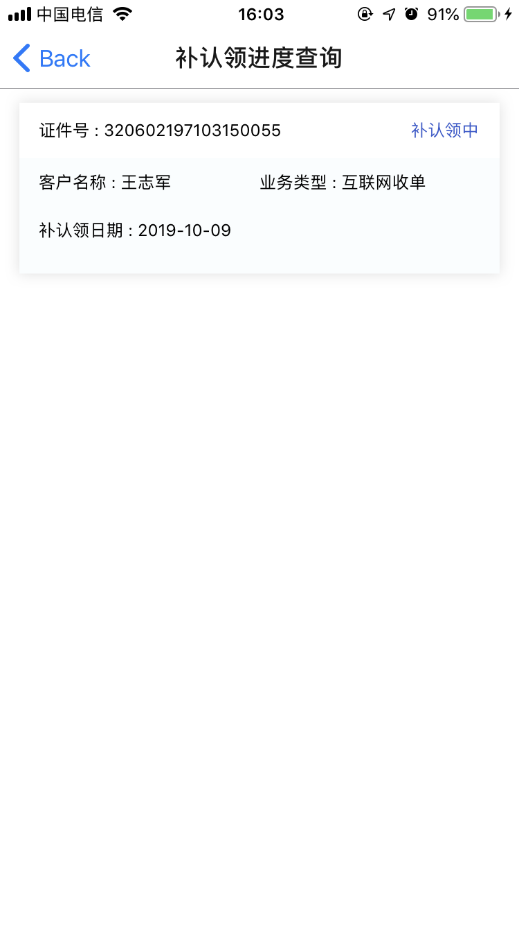 中国电信 16:03 91%
Back 补认领进度查询
证件号 : 320602197103150055 补认领中
客户名称 : 王志军 业务类型 : 互联网收单
补认领日期 : 2019-10-09